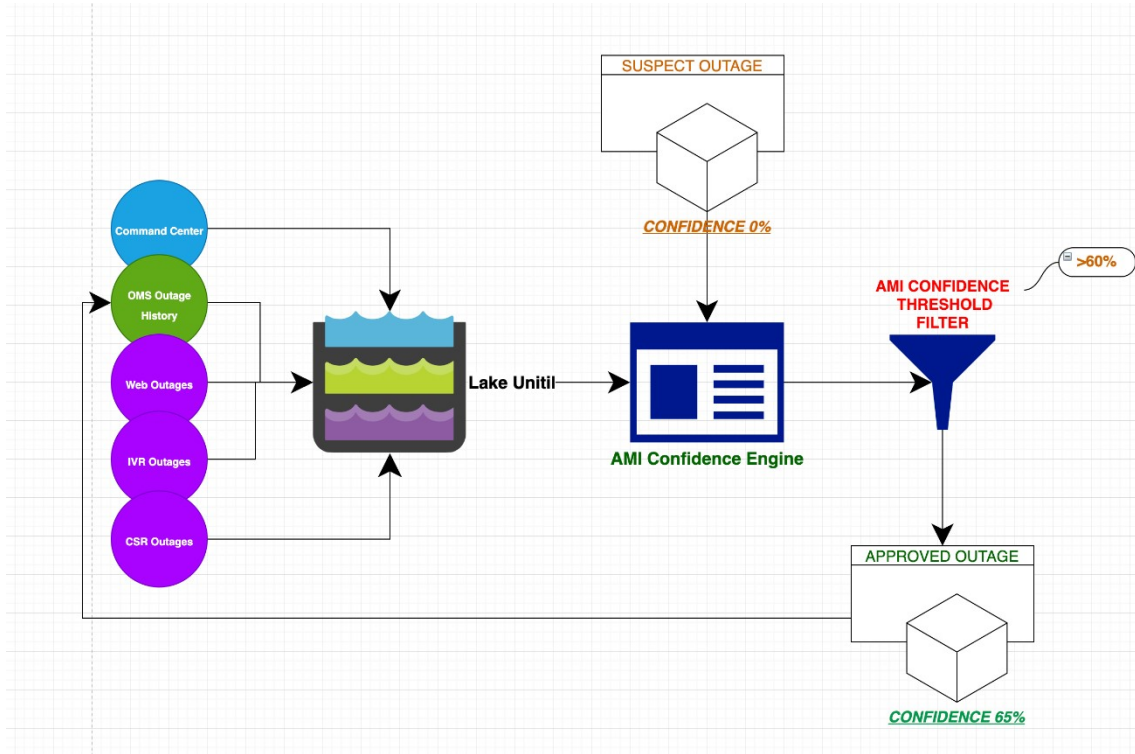 SUSPECT OUTAGE
CONFIDENCE 0%
Command Center
OMS Outage
History
Web Outages
IVR Outages
CSR Outages
Lake Unitil
AMI Confidence Engine
AMI CONFIDENCE
THRESHOLD
FILTER
>60%
APPROVED OUTAGE
CONFIDENCE 65%